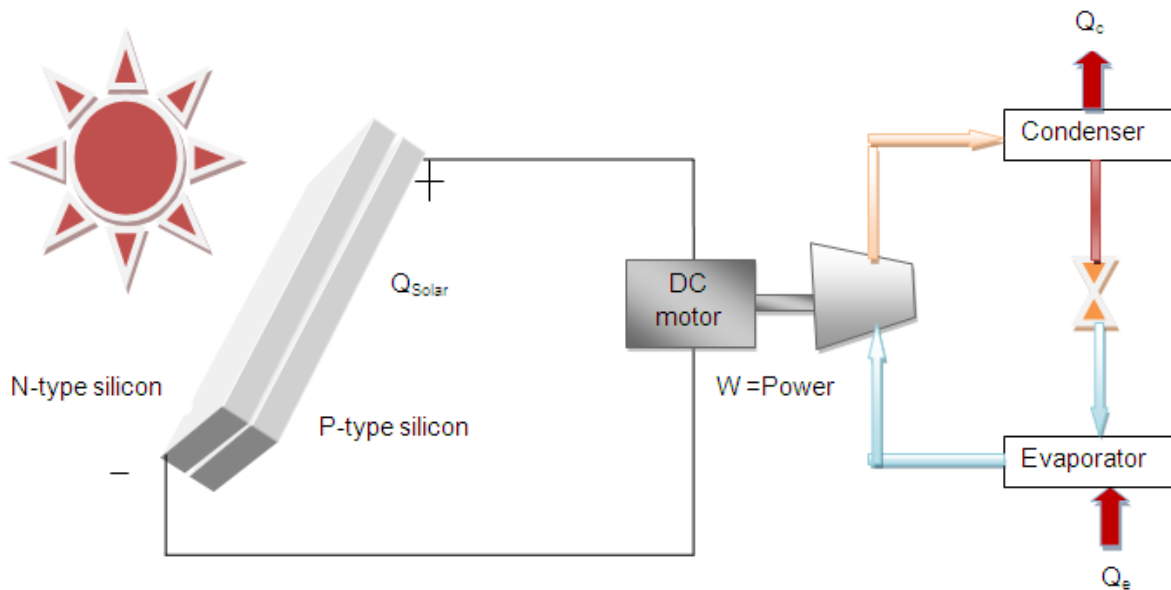 Qc
Condenser
+
QSolar
DC
motor
N-type silicon
W =Power
P-type silicon
Evaporator
–
Qe